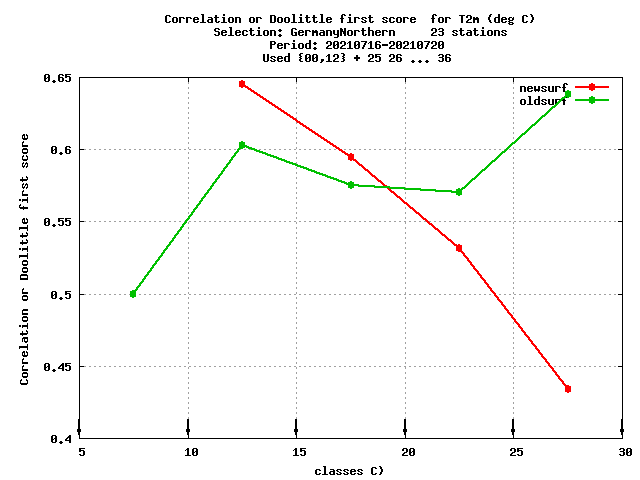 Correlation or Doolittle first score  for T2m (deg C)
Selection: GermanyNorthern     23 stations
Period: 20210716-20210720
Used {00,12} + 25 26 ... 36
newsurf
oldsurf
Correlation or Doolittle first score
0.65
0.6
0.55
0.5
0.45
0.4
5 10 15 20 25 30
classes C)